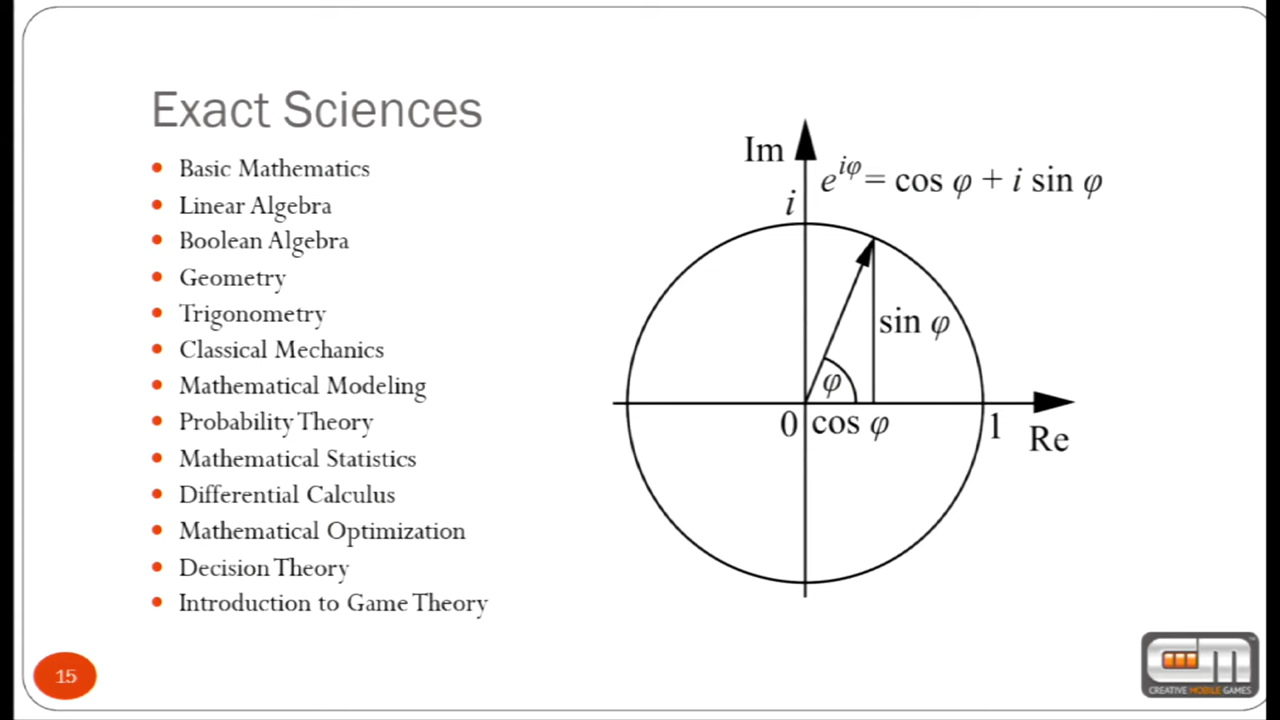 Exact Sciences
Basic Mathematics
Linear Algebra
Boolean Algebra
Geometry
Trigonometry
Classical Mechanics
Mathematical Modeling
Probability Theory
Mathematical Statistics
Differential Calculus
Mathematical Optimization
Decision Theory
Introduction to Game Theory
Im
e^{iφ} = cos φ + i sin φ
i
sin φ
φ
0 cos φ 1
Re
15
CM
CREATIVE MOBILE GAMES